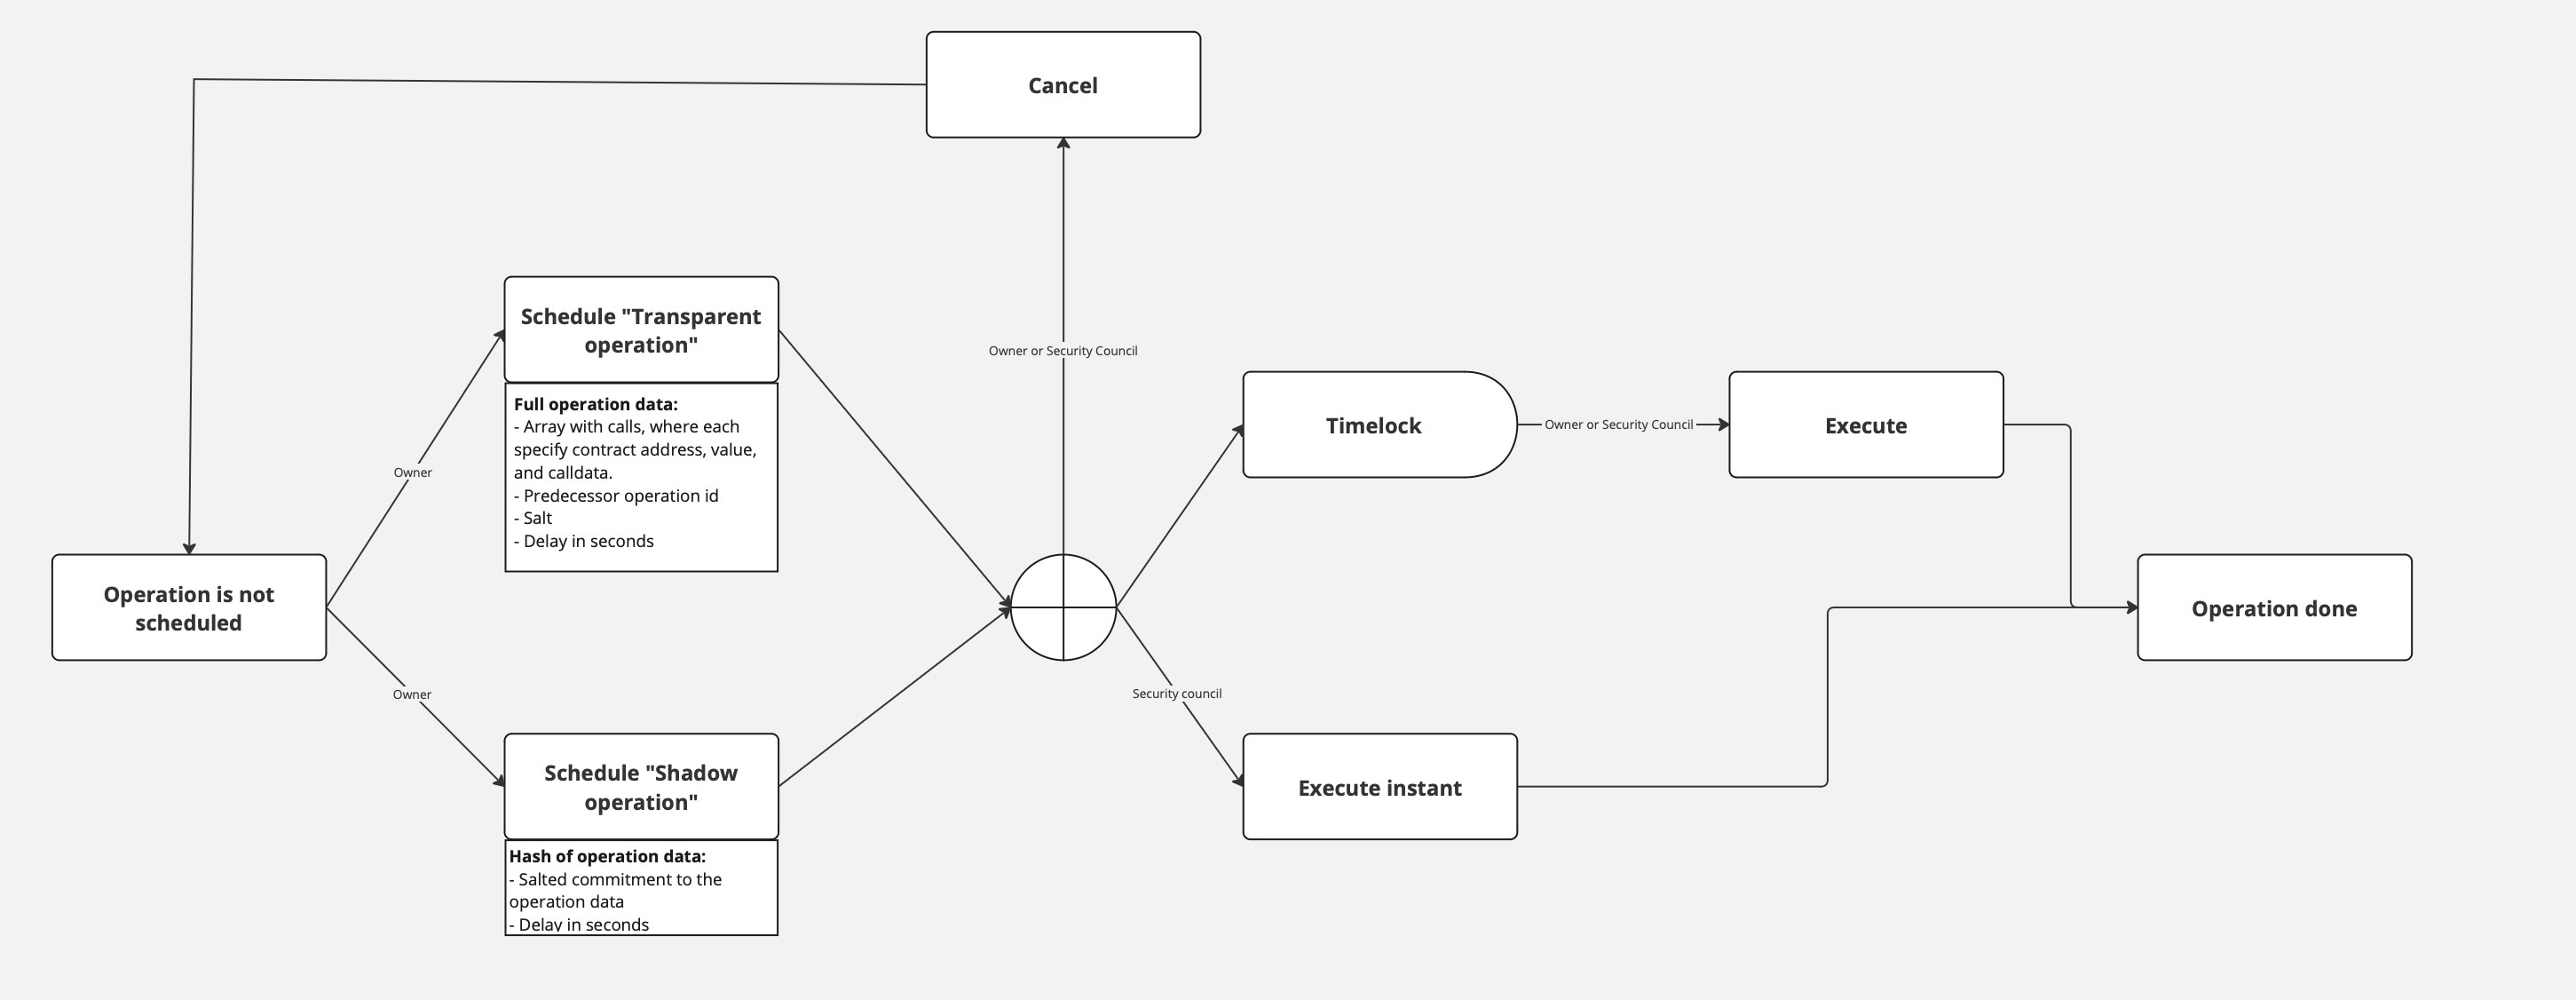 Cancel
Schedule "Transparent
operation"
Owner or Security Council
Full operation data:
- Array with calls, where each
specify contract address, value,
and calldata.
- Predecessor operation id
- Salt
- Delay in seconds
Timelock
Owner or Security Council
Execute
Owner
Operation is not
scheduled
Operation done
Owner
Security council
Schedule "Shadow
operation"
Execute instant
Hash of operation data:
- Salted commitment to the
operation data
- Delay in seconds